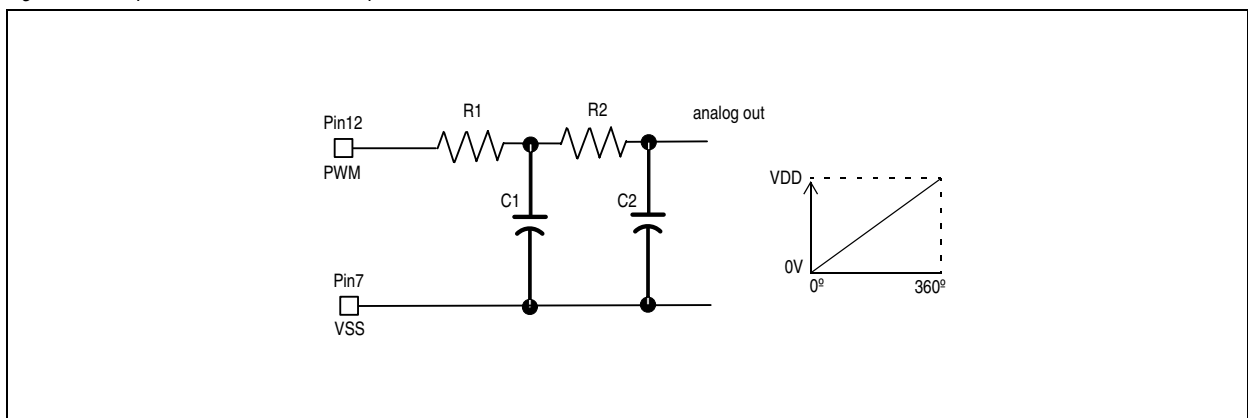 R1
R2
analog out
Pin12
PWM
C1
C2
VDD
0V
0º
360º
Pin7
VSS